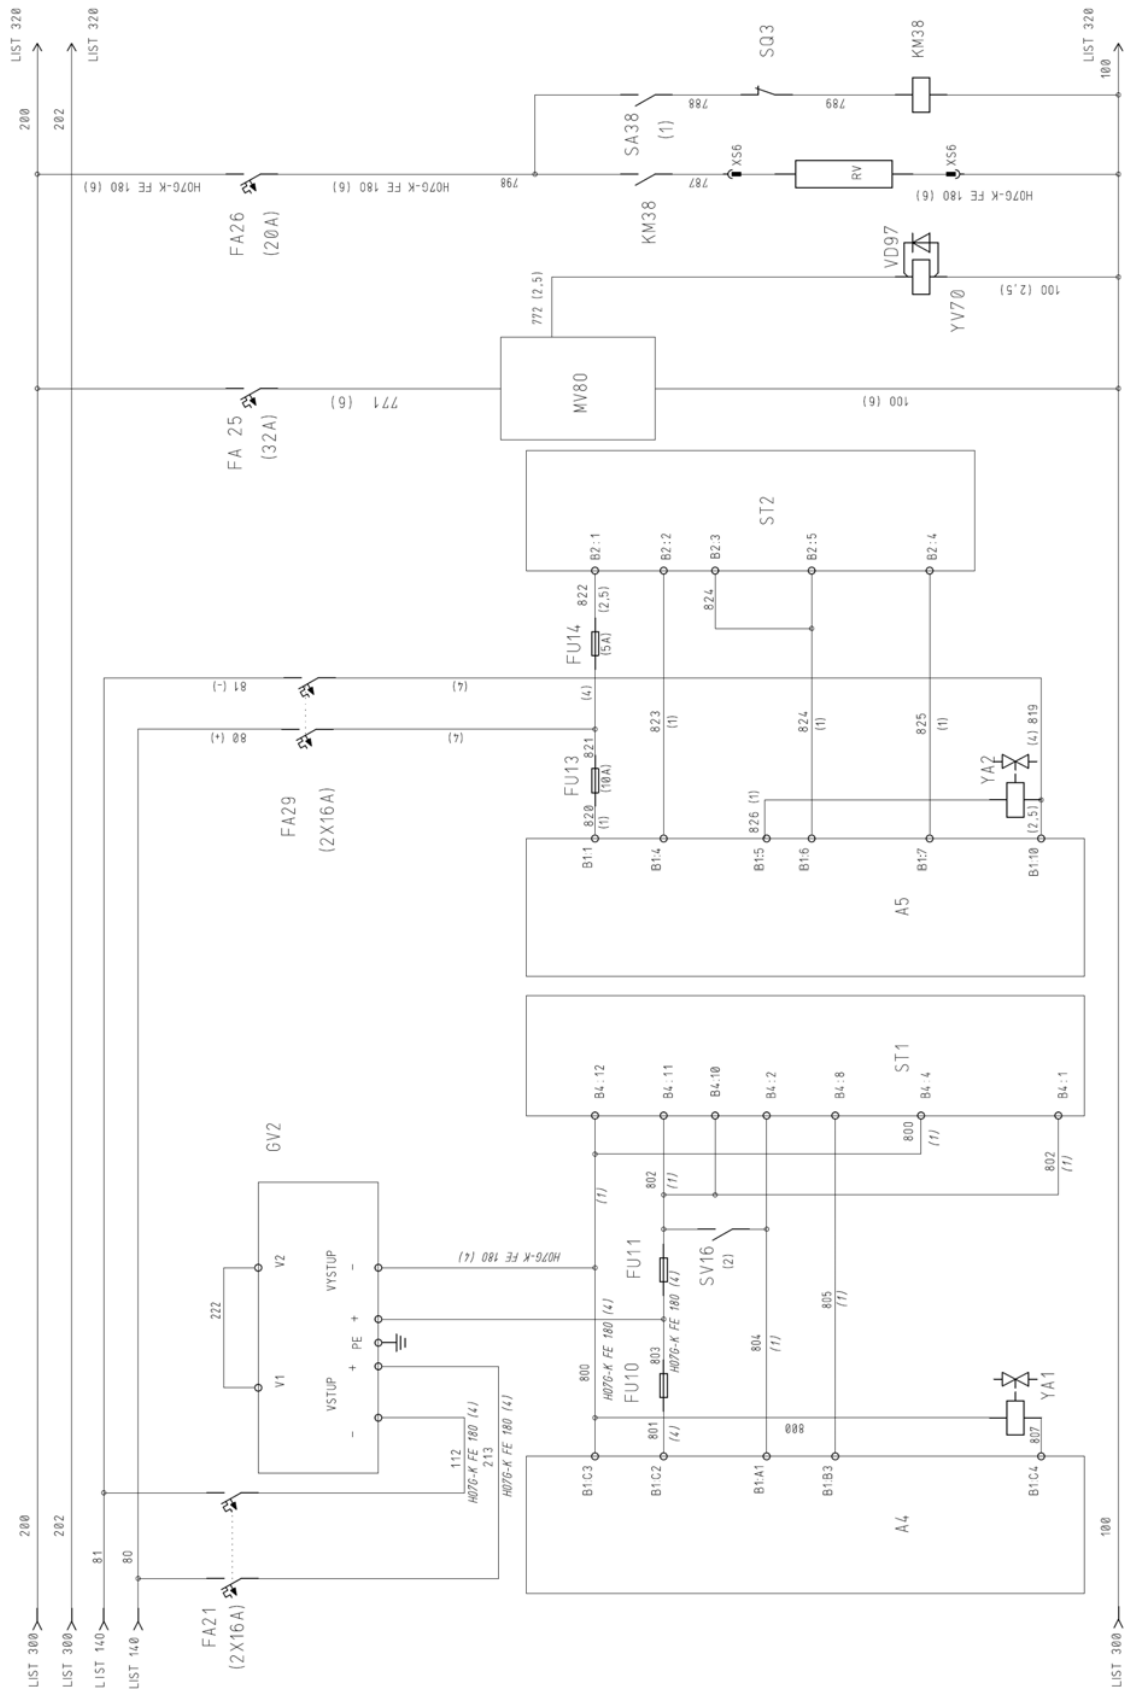 LIST 320
LIST 320
LIST 320
200
202
100
H07G-K FE 180 (6)
FA26
(20A)
H07G-K FE 180 (6)
798
SA38
(1)
788
SQ3
789
KM38
KM38
787
XS6
RV
XS6
H07G-K FE 180 (6)
772 (2,5)
VD97
YV70
100 (2,5)
FA 25
(32A)
771 (6)
MV80
100 (6)
ST2
B2:1
B2:2
B2:3
B2:5
B2:4
822
(2,5)
824
FU14
(5A)
81 (-)
(4)
(4)
80 (+)
(4)
FA29
(2X16A)
821
FU13
(10A)
820
(1)
823
(1)
824
(1)
825
(1)
(4) 819
YA2
826 (1)
(2,5)
B1:1
B1:4
B1:5
B1:6
B1:7
B1:10
A5
ST1
B4:12
B4:11
B4:10
B4:2
B4:8
B4:4
B4:1
800
(1)
802
(1)
802
(1)
(1)
GV2
V2
V1
222
VYSTUP
-
+
PE
VSTUP
+
-
H07G-K FE 180 (4)
FU11
SV16
(2)
800
H07G-K FE 180 (4)
FU10
803
H07G-K FE 180 (4)
804
(1)
805
(1)
801
(4)
800
YA1
807
112
H07G-K FE 180 (4)
213
H07G-K FE 180 (4)
B1:C3
B1:C2
B1:A1
B1:B3
B1:C4
A4
200
202
81
80
100
FA21
(2X16A)
LIST 300
LIST 300
LIST 140
LIST 140
LIST 300